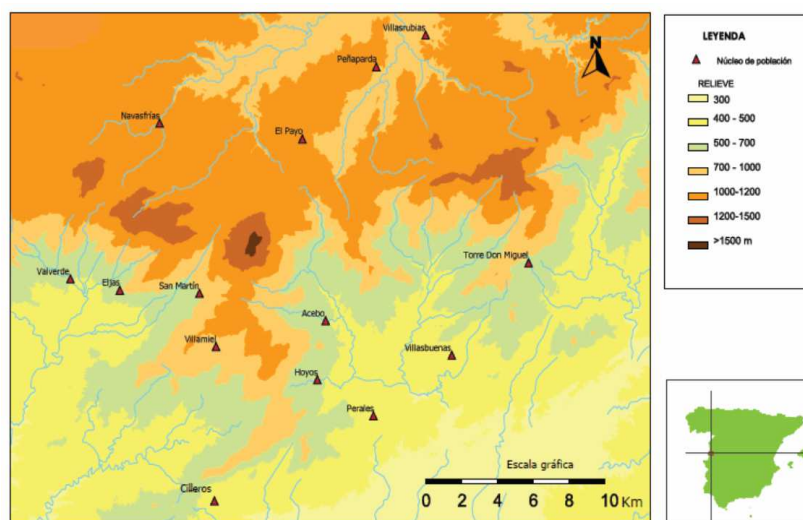 Villasrubias
Peñaparda
N
Navasfrías
El Payo
Valverde
Eljas
San Martín
Torre Don Miguel
Acebo
Villamiel
Villasbuenas
Hoyos
Perales
Cilleros
Escala gráfica
0 2 4 6 8 10 Km
LEYENDA
Núcleo de población
RELIEVE
300
400 - 500
500 - 700
700 - 1000
1000-1200
1200-1500
>1500 m